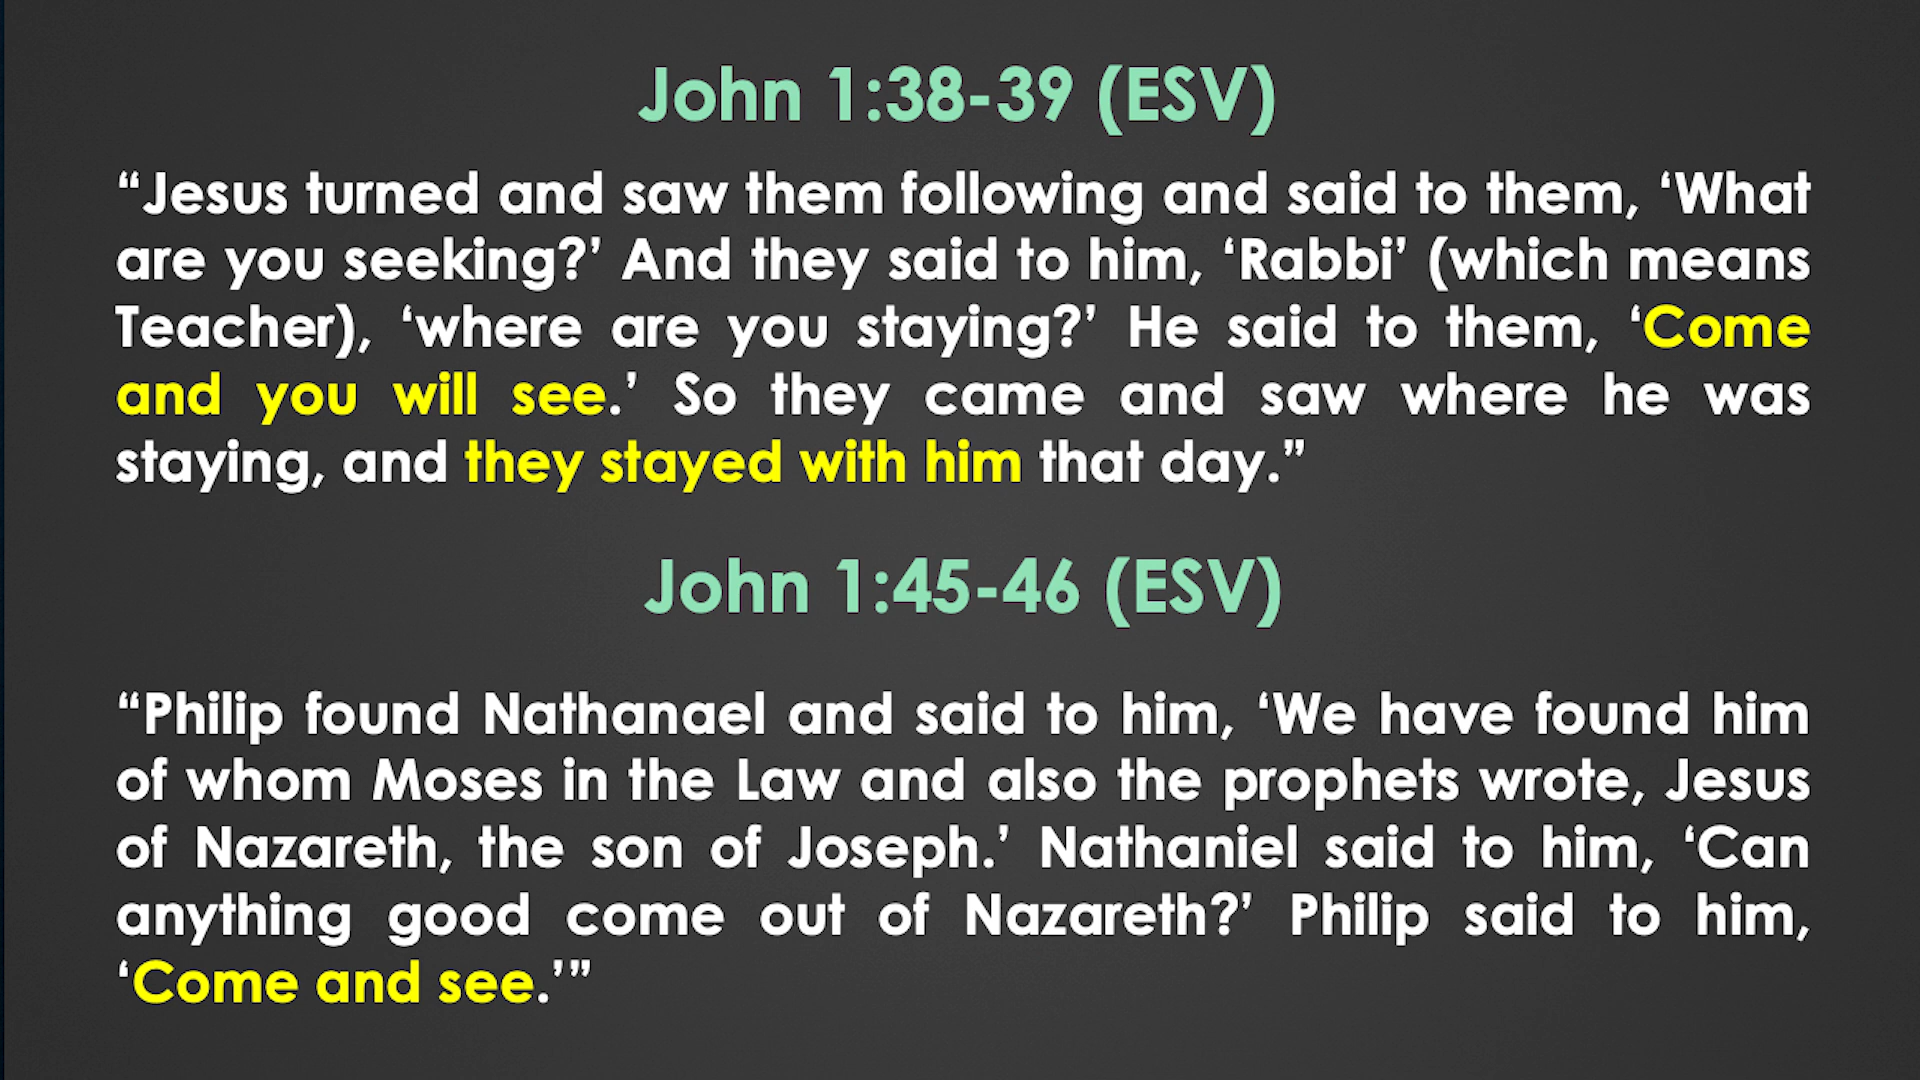 John 1:38-39 (ESV)
“Jesus turned and saw them following and said to them, ‘What
are you seeking?’ And they said to him, ‘Rabbi’ (which means
Teacher), ‘where are you staying?’ He said to them, ‘Come
and you will see.’ So they came and saw where he was
staying, and they stayed with him that day.”
John 1:45-46 (ESV)
“Philip found Nathanael and said to him, ‘We have found him
of whom Moses in the Law and also the prophets wrote, Jesus
of Nazareth, the son of Joseph.’ Nathaniel said to him, ‘Can
anything good come out of Nazareth?’ Philip said to him,
‘Come and see.’”